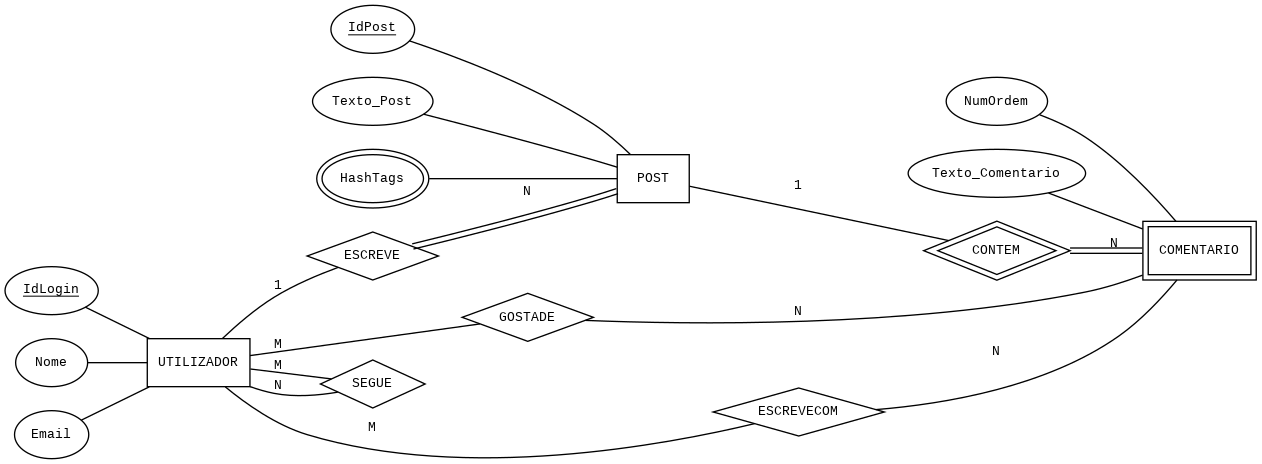 IdPost
Texto_Post
HashTags
POST
N
1
NumOrdem
Texto_Comentario
CONTEM
N
COMENTARIO
ESCREVE
1
IdLogin
Nome
Email
UTILIZADOR
M
GOSTADE
N
M
N
SEGUE
M
ESCREVECOM
N